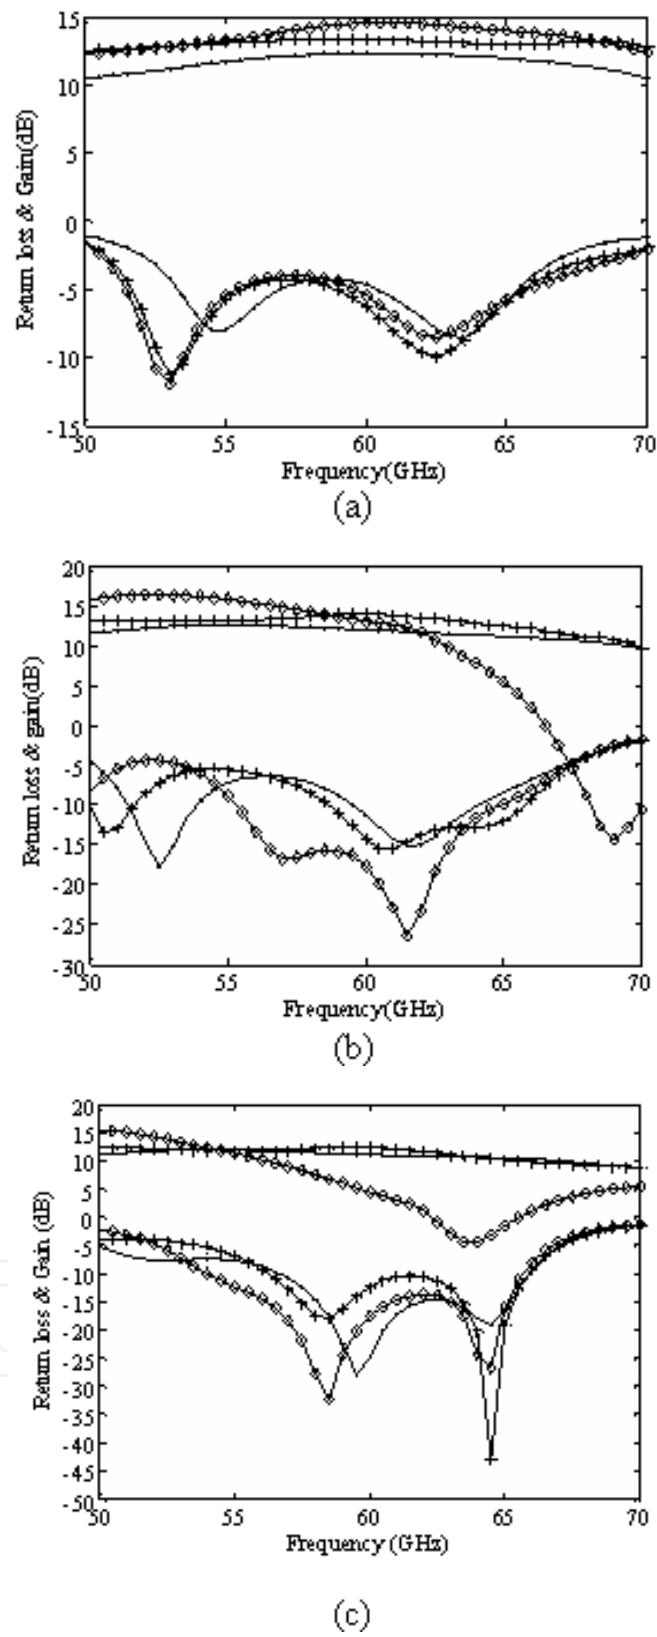 15
10
5
0
-5
-10
-15
Return loss & Gain(dB)
50 55 60 65 70
Frequency(GHz)
(a)
20
15
10
5
0
-5
-10
-15
-20
-25
-30
Return loss & gain(dB)
50 55 60 65 70
Frequency(GHz)
(b)
20
15
10
5
0
-5
-10
-15
-20
-25
-30
-35
-40
-45
-50
Return loss & Gain (dB)
50 55 60 65 70
Frequency (GHz)
(c)